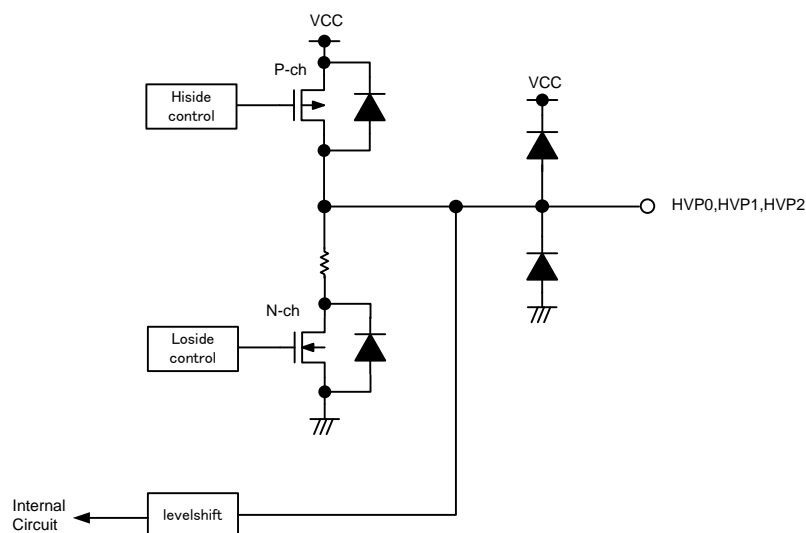 VCC
P-ch
Hiside
control
VCC
HVP0,HVP1,HVP2
N-ch
Loside
control
Internal
Circuit
levelshift